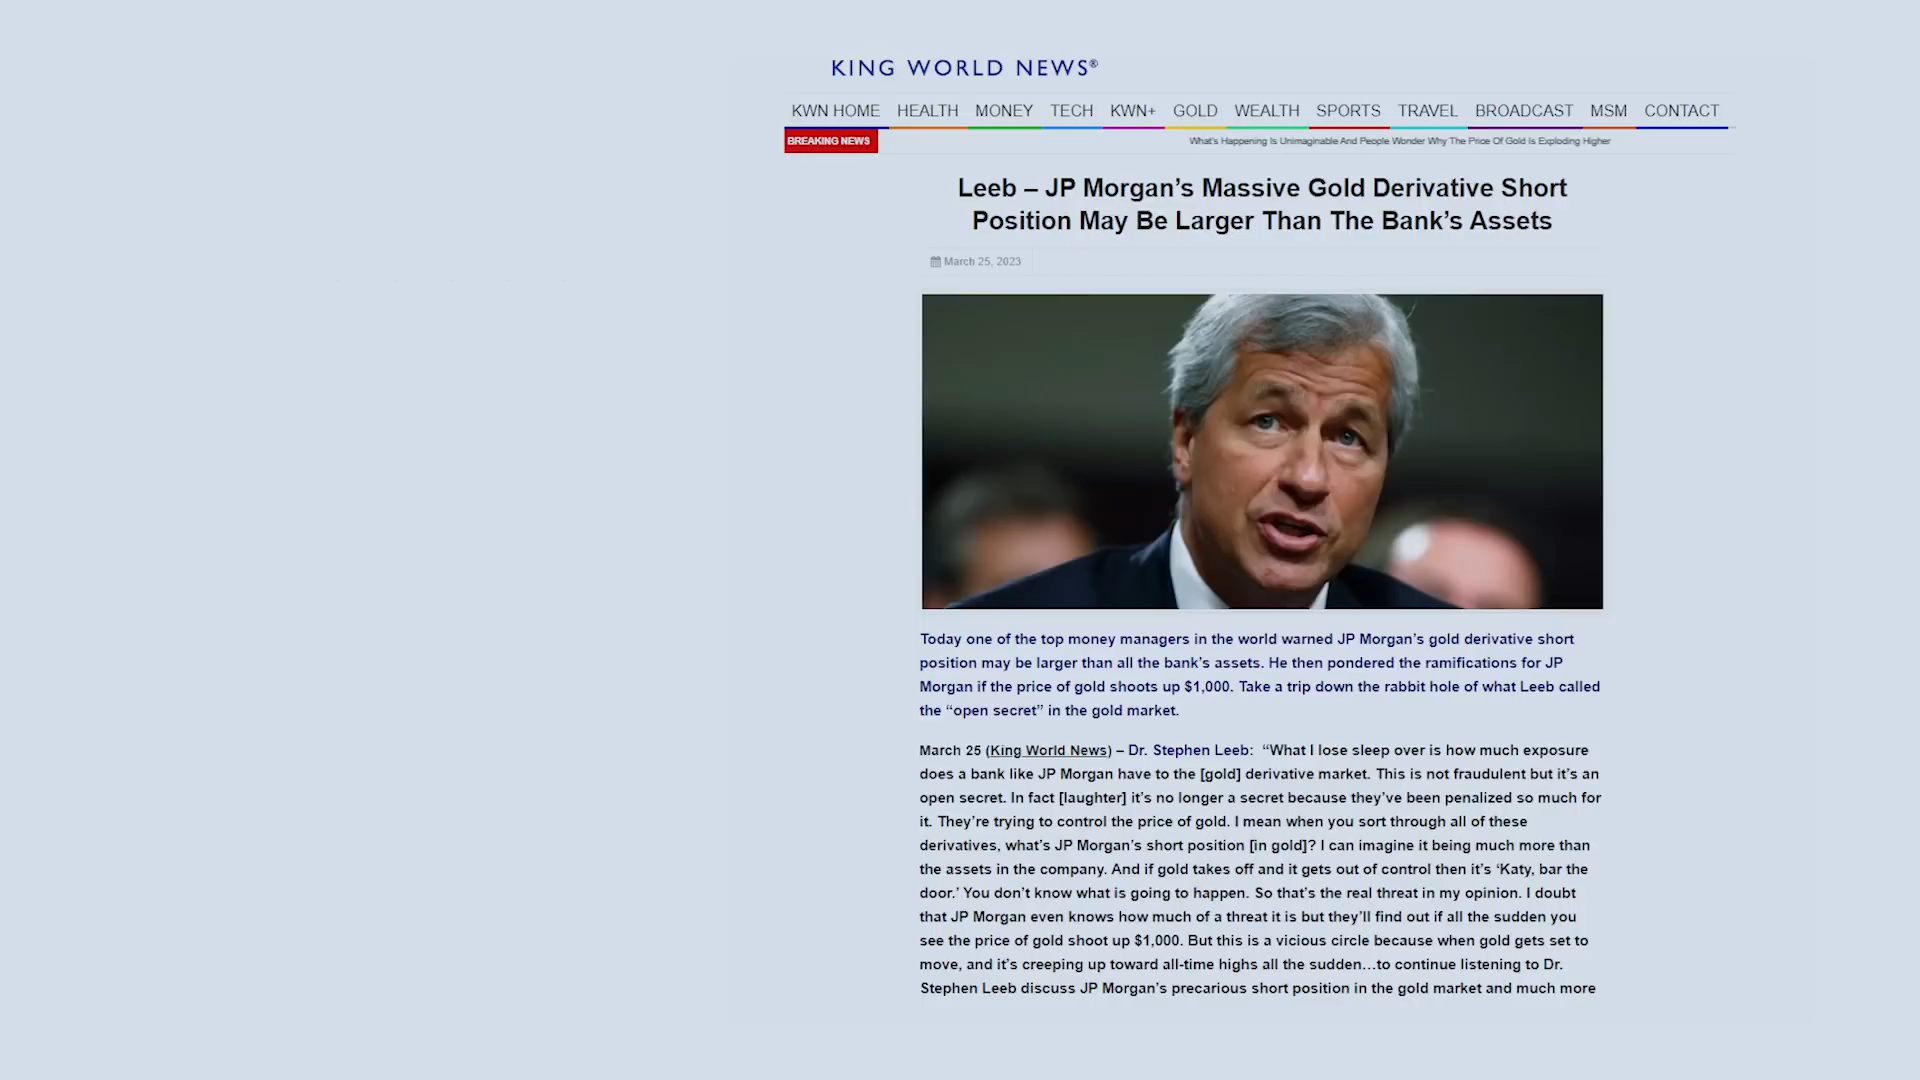 KING WORLD NEWS®
KWN HOME HEALTH MONEY TECH KWN+ GOLD WEALTH SPORTS TRAVEL BROADCAST MSM CONTACT
BREAKING NEWS What's Happening Is Unimaginable And People Wonder Why The Price Of Gold Is Exploding Higher
Leeb – JP Morgan’s Massive Gold Derivative Short
Position May Be Larger Than The Bank’s Assets
March 25, 2023
Today one of the top money managers in the world warned JP Morgan’s gold derivative short
position may be larger than all the bank’s assets. He then pondered the ramifications for JP
Morgan if the price of gold shoots up $1,000. Take a trip down the rabbit hole of what Leeb called
the “open secret” in the gold market.
March 25 (King World News) – Dr. Stephen Leeb: “What I lose sleep over is how much exposure
does a bank like JP Morgan have to the [gold] derivative market. This is not fraudulent but it’s an
open secret. In fact [laughter] it’s no longer a secret because they’ve been penalized so much for
it. They’re trying to control the price of gold. I mean when you sort through all of these
derivatives, what’s JP Morgan’s short position [in gold]? I can imagine it being much more than
the assets in the company. And if gold takes off and it gets out of control then it’s ‘Katy, bar the
door.’ You don’t know what is going to happen. So that’s the real threat in my opinion. I doubt
that JP Morgan even knows how much of a threat it is but they’ll find out if all the sudden you
see the price of gold shoot up $1,000. But this is a vicious circle because when gold gets set to
move, and it’s creeping up toward all-time highs all the sudden…to continue listening to Dr.
Stephen Leeb discuss JP Morgan’s precarious short position in the gold market and much more